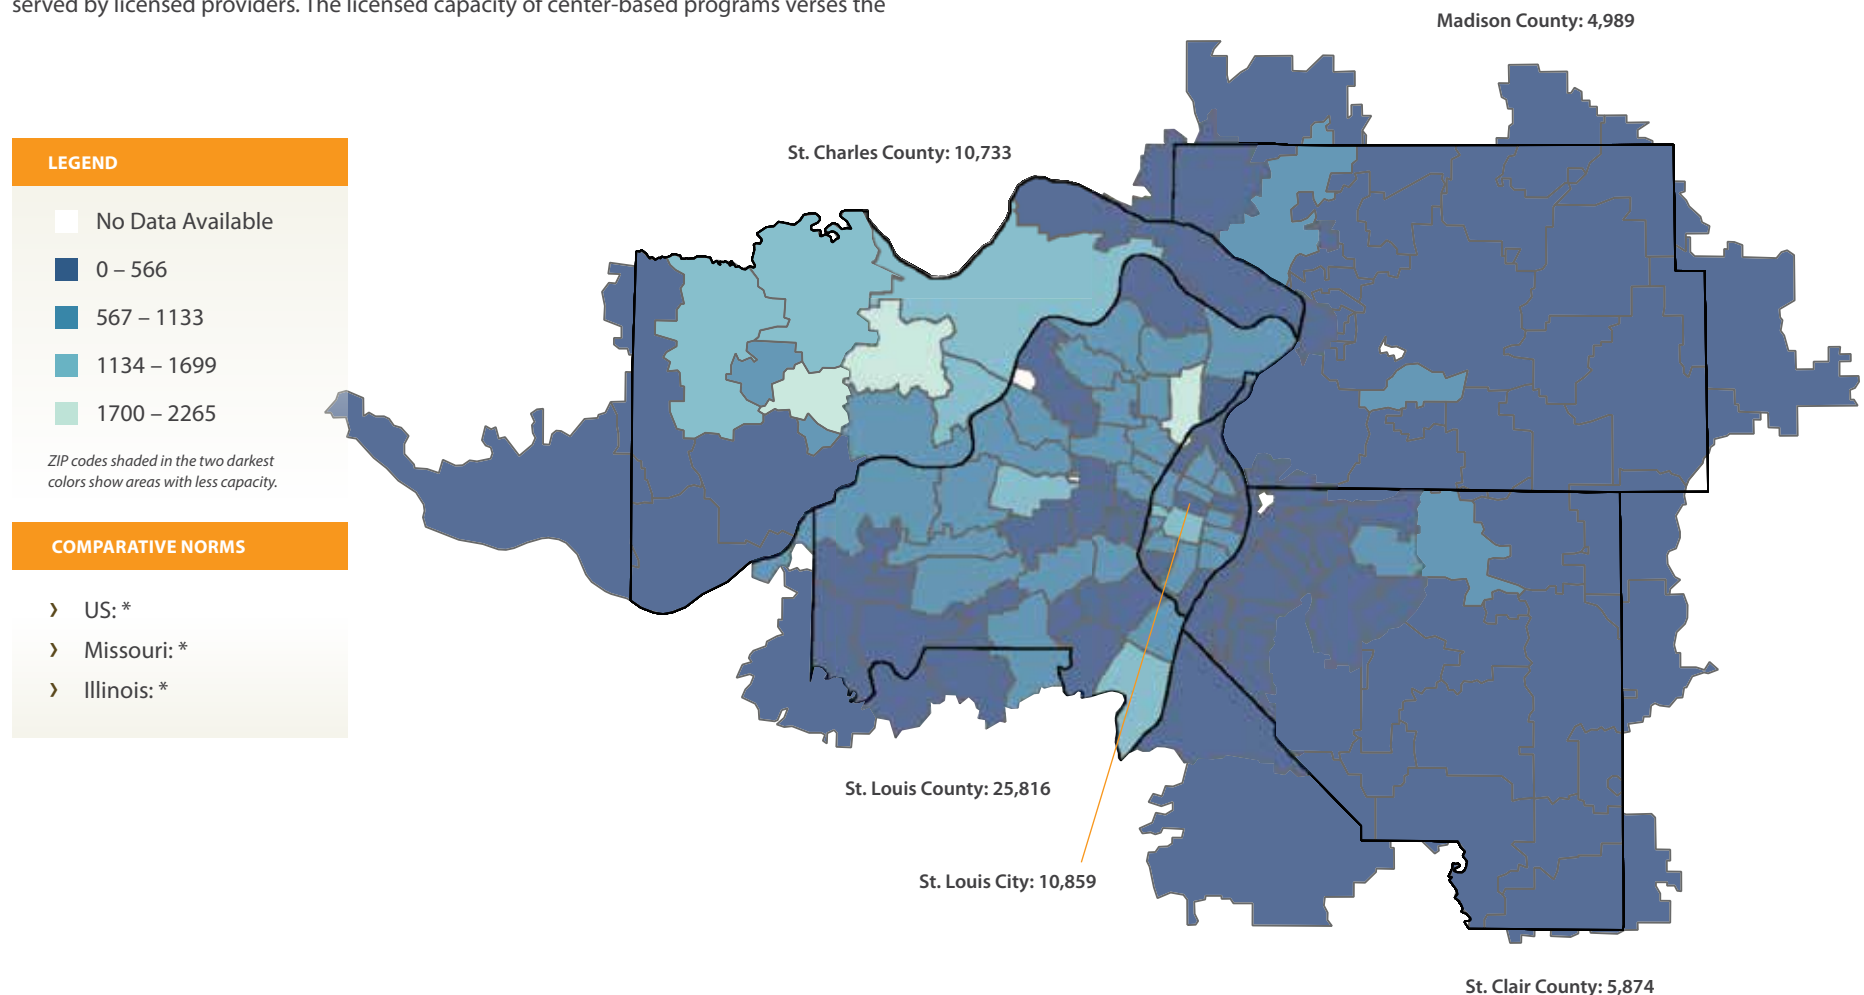 served by licensed providers. The licensed capacity of center-based programs verses the
Madison County: 4,989
St. Charles County: 10,733
LEGEND
No Data Available
0 – 566
567 – 1133
1134 – 1699
1700 – 2265
ZIP codes shaded in the two darkest
colors show areas with less capacity.
COMPARATIVE NORMS
› US: *
› Missouri: *
› Illinois: *
St. Louis County: 25,816
St. Louis City: 10,859
St. Clair County: 5,874